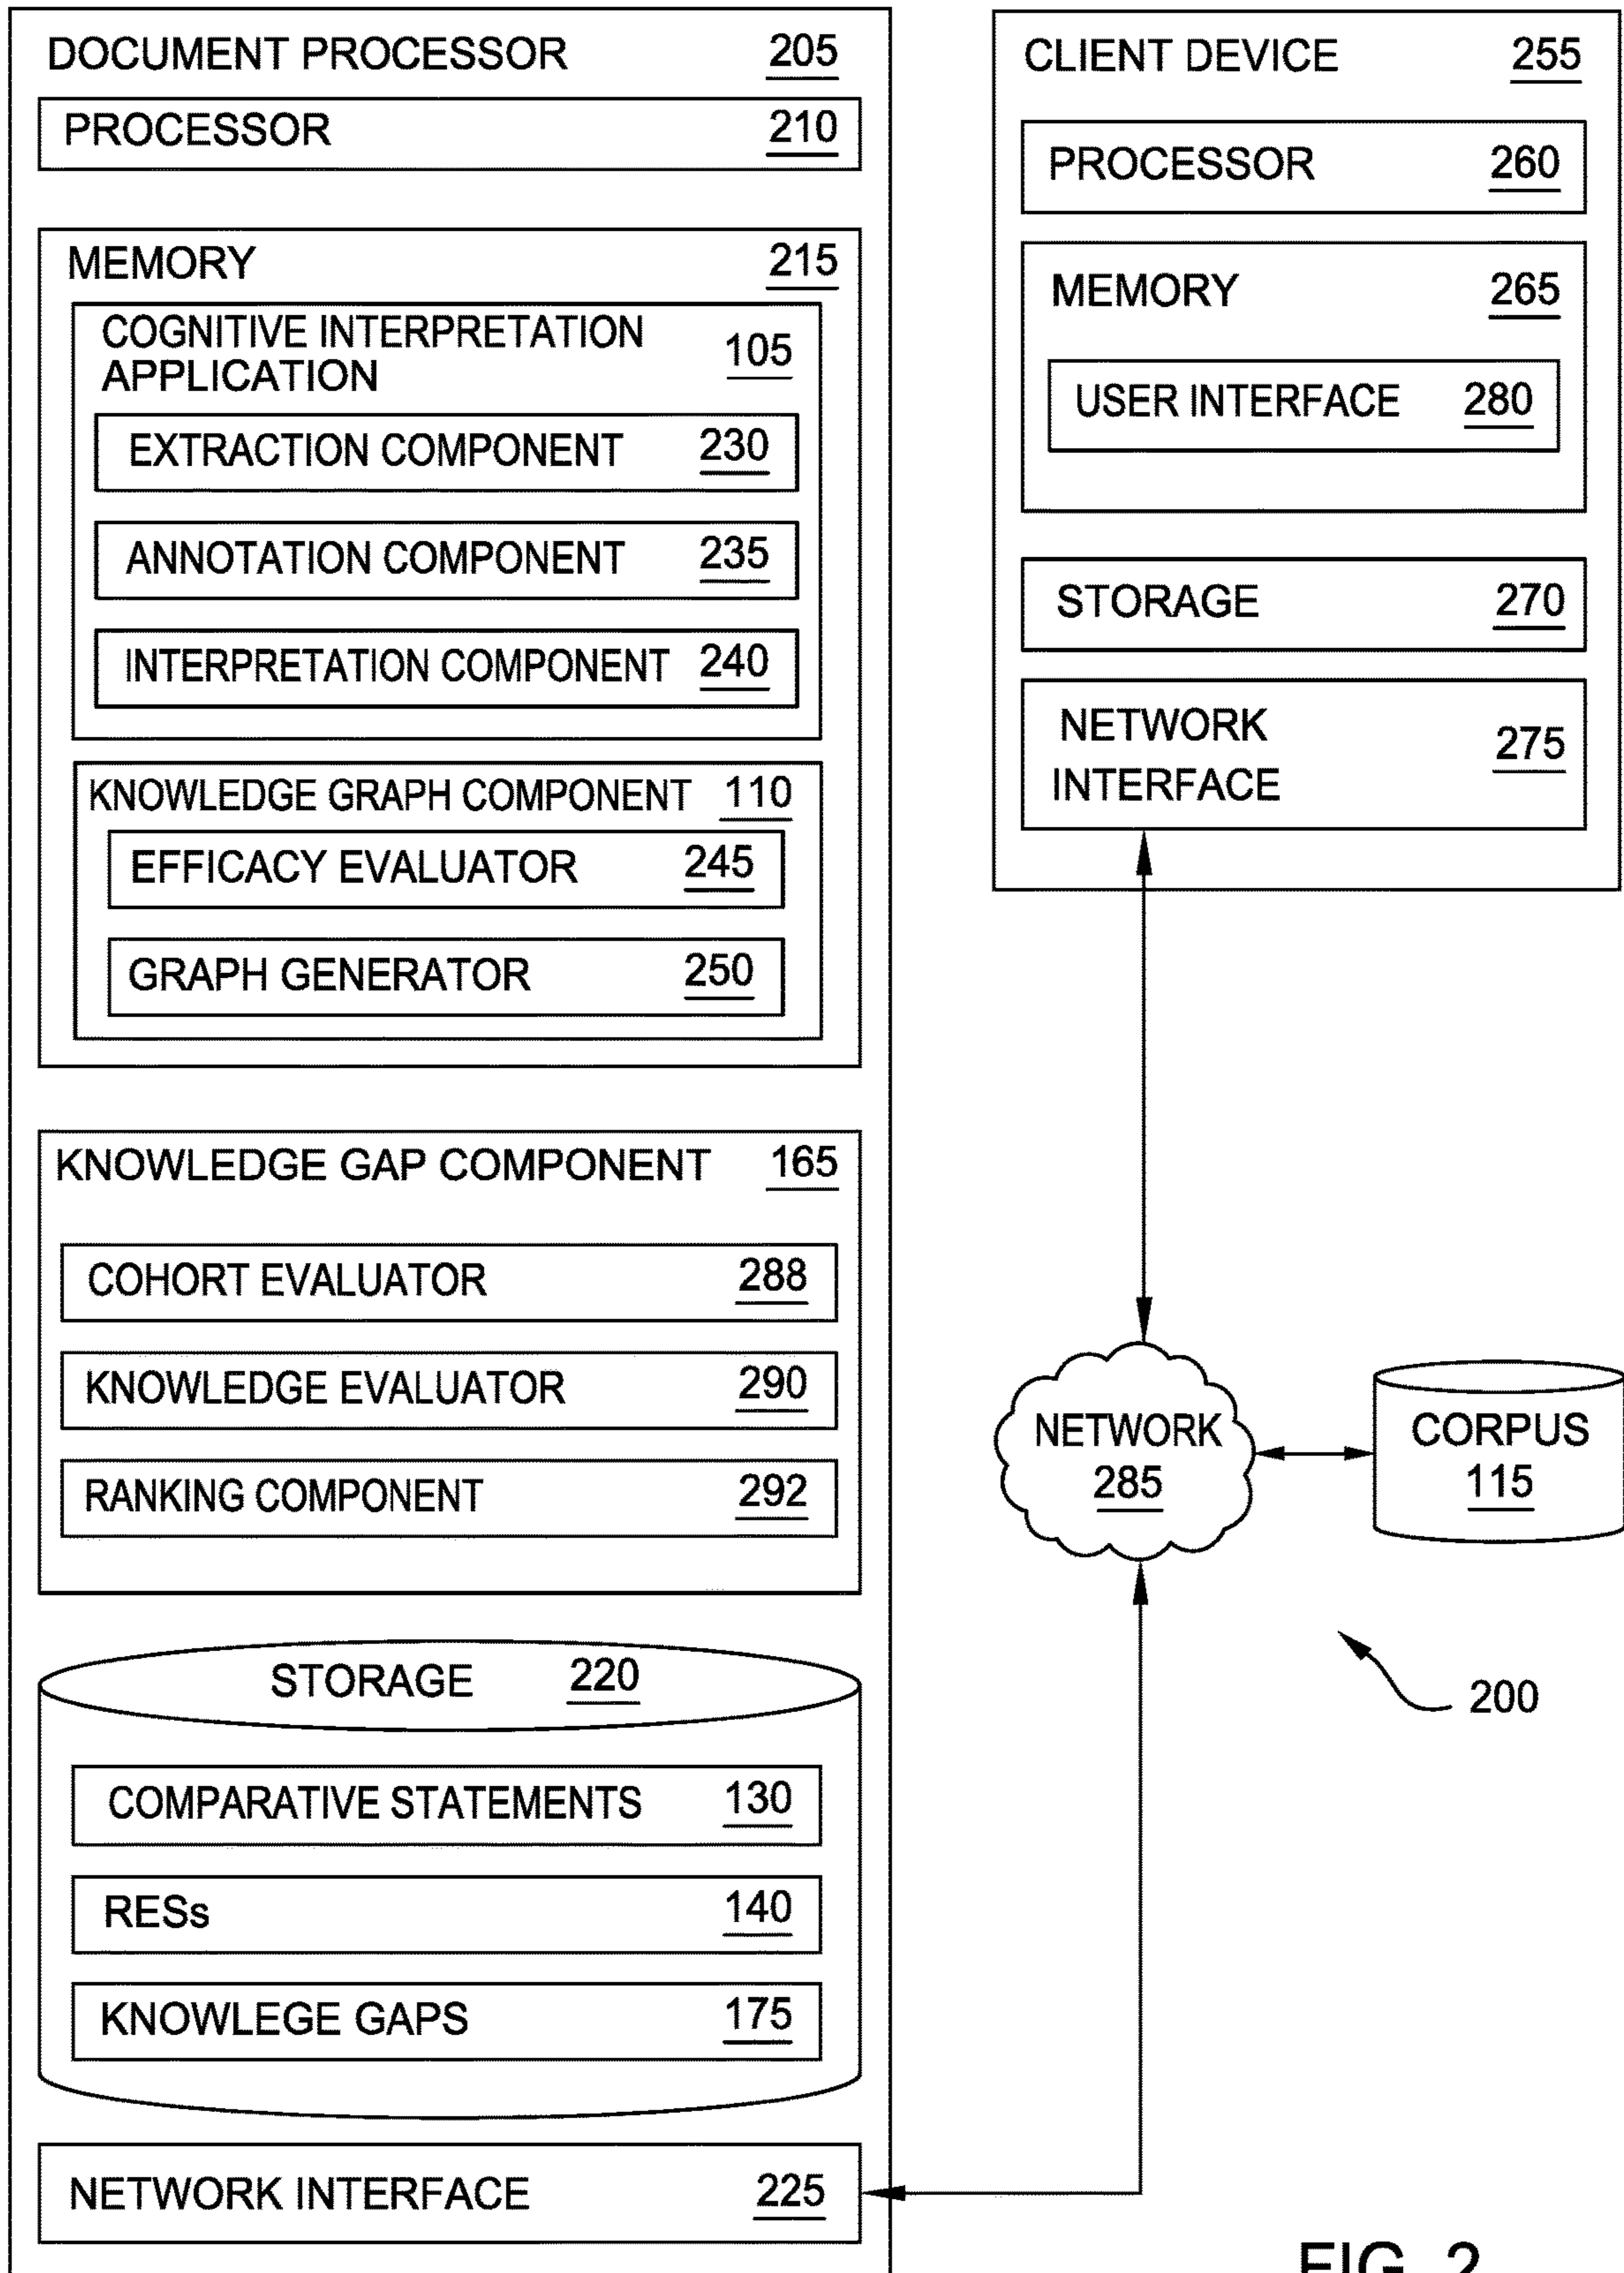 DOCUMENT PROCESSOR 205
PROCESSOR 210
MEMORY 215
COGNITIVE INTERPRETATION
APPLICATION 105
EXTRACTION COMPONENT 230
ANNOTATION COMPONENT 235
INTERPRETATION COMPONENT 240
KNOWLEDGE GRAPH COMPONENT 110
EFFICACY EVALUATOR 245
GRAPH GENERATOR 250
KNOWLEDGE GAP COMPONENT 165
COHORT EVALUATOR 288
KNOWLEDGE EVALUATOR 290
RANKING COMPONENT 292
STORAGE 220
COMPARATIVE STATEMENTS 130
RESs 140
KNOWLEGE GAPS 175
NETWORK INTERFACE 225
CLIENT DEVICE 255
PROCESSOR 260
MEMORY 265
USER INTERFACE 280
STORAGE 270
NETWORK
INTERFACE 275
NETWORK
285
CORPUS
115
200
FIG. 2